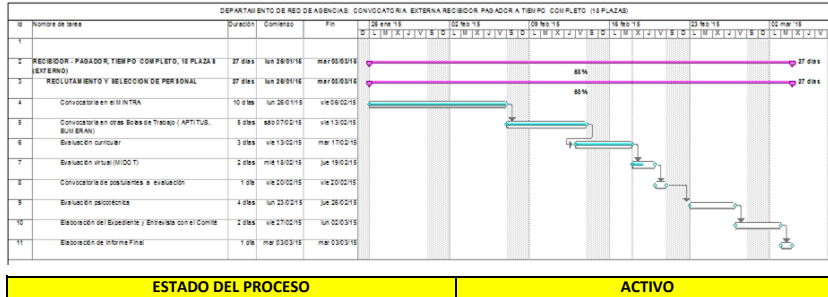 DEPARTAMENTO DE RED DE AGENCIAS: CONVOCATORIA EXTERNA RECIBIDOR PAGADOR A TIEMPO COMPLETO (18 PLAZAS)
Id Nombre de tarea Duración Comienzo Fin 26 ene '15 02 feb '15 09 feb '15 16 feb '15 23 feb '15 02 mar '15
D L M X J V S D L M X J V S D L M X J V S D L M X J V S D L M X J V S D L M X J V
1
2 RECIBIDOR - PAGADOR, TIEMPO COMPLETO, 18 PLAZAS (EXTERNO) 27 días lun 26/01/15 mar 03/03/15 27 días
68%
3 RECLUTAMIENTO Y SELECCIÓN DE PERSONAL 27 días lun 26/01/15 mar 03/03/15 27 días
68%
4 Convocatoria en el MINTRA 10 días lun 26/01/15 vie 06/02/15
5 Convocatoria en otras Bolsas de Trabajo ( APTITUS, BUMERAN) 5 días sáb 07/02/15 vie 13/02/15
6 Evaluación curricular 3 días vie 13/02/15 mar 17/02/15
7 Evaluación virtual (MIDOT) 2 días mié 18/02/15 jue 19/02/15
8 Convocatoria de postulantes a evaluación 1 día vie 20/02/15 vie 20/02/15
9 Evaluación psicotécnica 4 días lun 23/02/15 jue 26/02/15
10 Elaboración del Expediente y Entrevista con el Comité 2 días vie 27/02/15 lun 02/03/15
11 Elaboración de Informe Final 1 día mar 03/03/15 mar 03/03/15
ESTADO DEL PROCESO ACTIVO